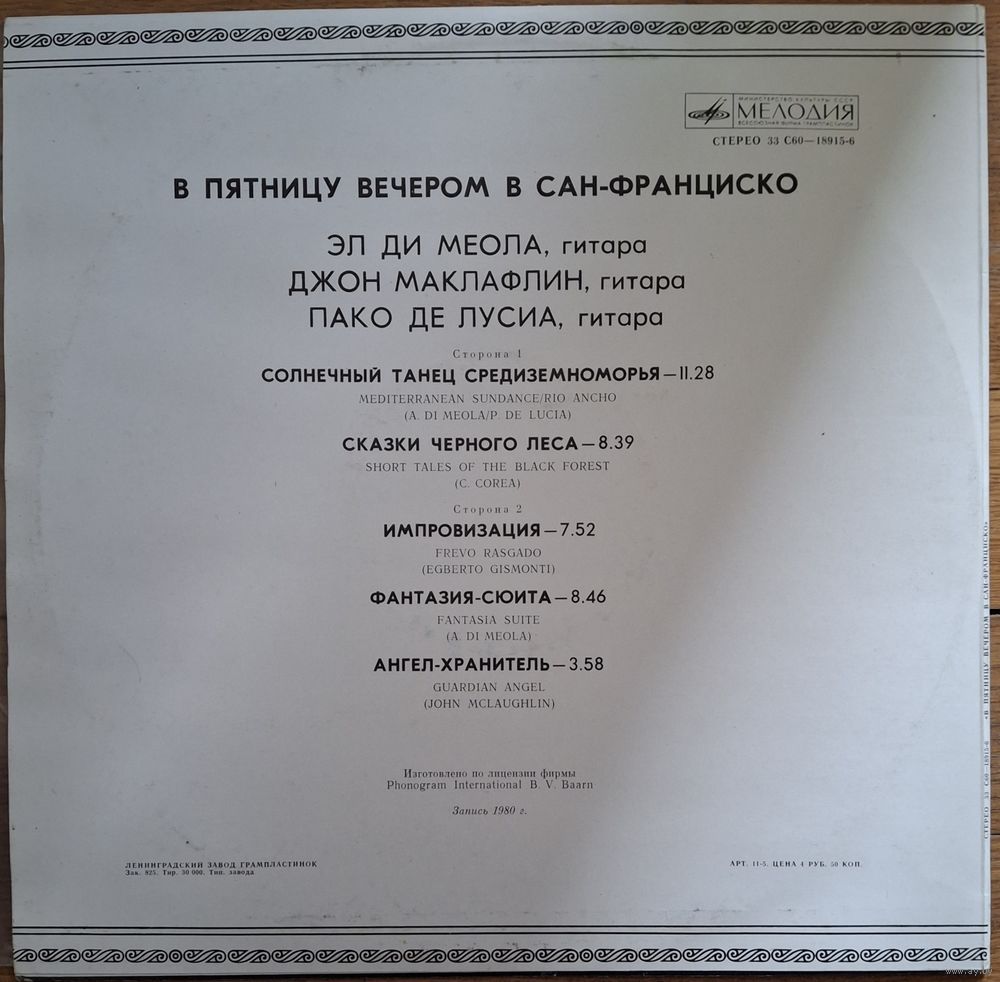 МИНИСТЕРСТВО КУЛЬТУРЫ СССР
МЕЛОДИЯ
ВСЕСОЮЗНАЯ ФИРМА ГРАМПЛАСТИНОК
СТЕРЕО 33 С60—18915-6
В ПЯТНИЦУ ВЕЧЕРОМ В САН-ФРАНЦИСКО
ЭЛ ДИ МЕОЛА, гитара
ДЖОН МАКЛАФЛИН, гитара
ПАКО ДЕ ЛУСИА, гитара
Сторона 1
СОЛНЕЧНЫЙ ТАНЕЦ СРЕДИЗЕМНОМОРЬЯ—11.28
MEDITERRANEAN SUNDANCE/RIO ANCHO
(A. DI MEOLA/P. DE LUCIA)
СКАЗКИ ЧЕРНОГО ЛЕСА—8.39
SHORT TALES OF THE BLACK FOREST
(C. COREA)
Сторона 2
ИМПРОВИЗАЦИЯ—7.52
FREVO RASGADO
(EGBERTO GISMONTI)
ФАНТАЗИЯ-СЮИТА—8.46
FANTASIA SUITE
(A. DI MEOLA)
АНГЕЛ-ХРАНИТЕЛЬ—3.58
GUARDIAN ANGEL
(JOHN MCLAUGHLIN)
Изготовлено по лицензии фирмы
Phonogram International B. V. Baarn
Запись 1980 г.
ЛЕНИНГРАДСКИЙ ЗАВОД ГРАМПЛАСТИНОК
Зак. 825. Тир. 30 000. Тип. завода
АРТ. 11-5. ЦЕНА 4 РУБ. 50 КОП.
СТЕРЕО 33 С60—18915-6 «В ПЯТНИЦУ ВЕЧЕРОМ В САН-ФРАНЦИСКО»
www.ay.by